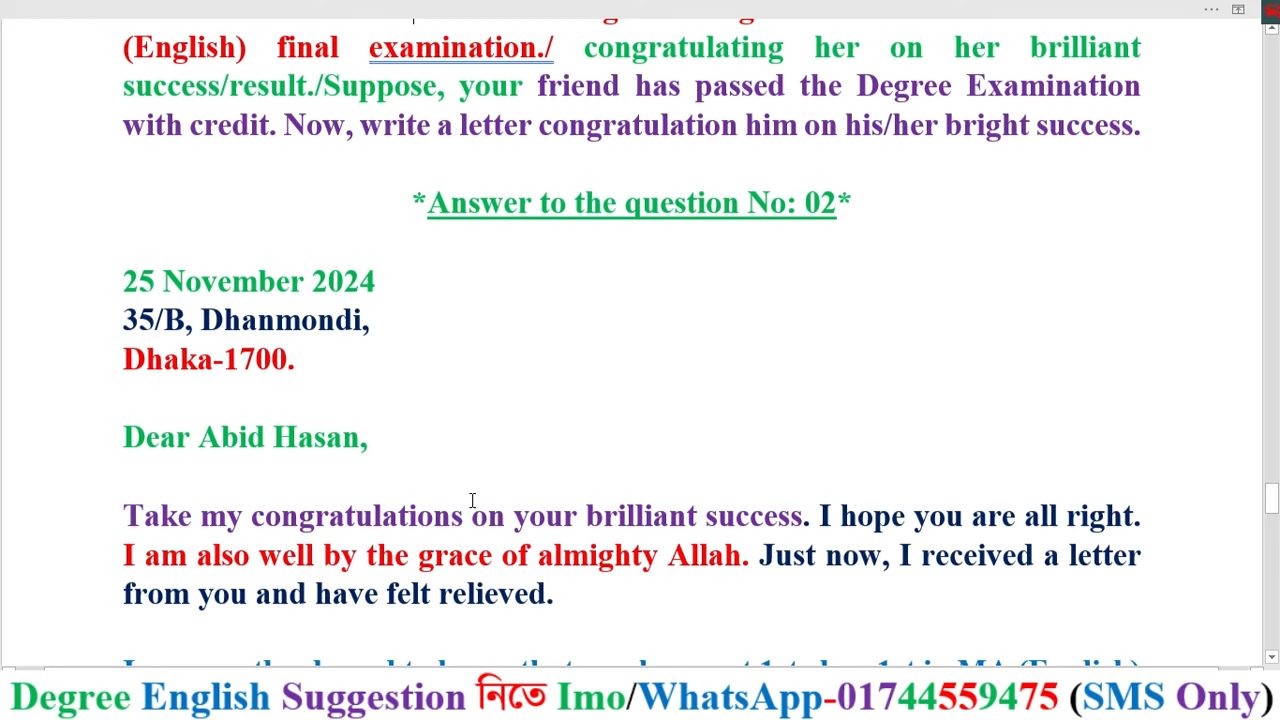 (English) final examination./ congratulating her on her brilliant
success/result./Suppose, your friend has passed the Degree Examination
with credit. Now, write a letter congratulation him on his/her bright success.
*Answer to the question No: 02*
25 November 2024
35/B, Dhanmondi,
Dhaka-1700.
Dear Abid Hasan,
Take my congratulations on your brilliant success. I hope you are all right.
I am also well by the grace of almighty Allah. Just now, I received a letter
from you and have felt relieved.
Degree English Suggestion নিতে Imo/WhatsApp-01744559475 (SMS Only)